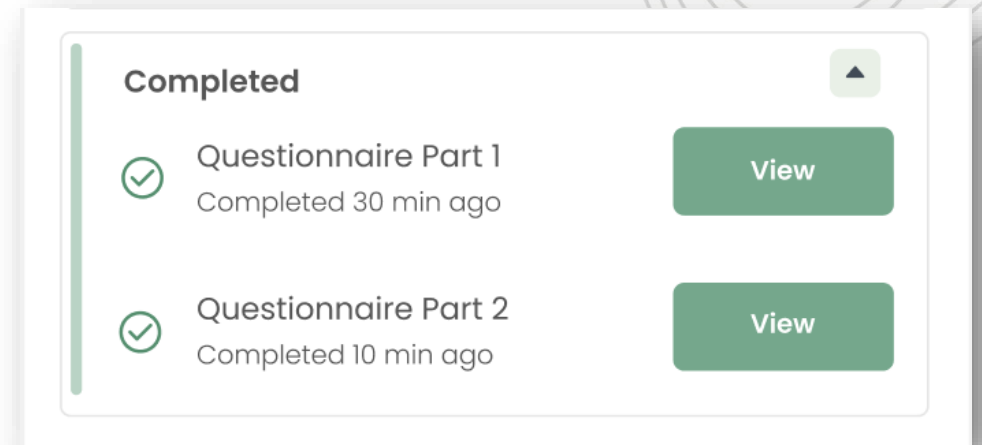 Completed
Questionnaire Part 1
Completed 30 min ago
View
Questionnaire Part 2
Completed 10 min ago
View